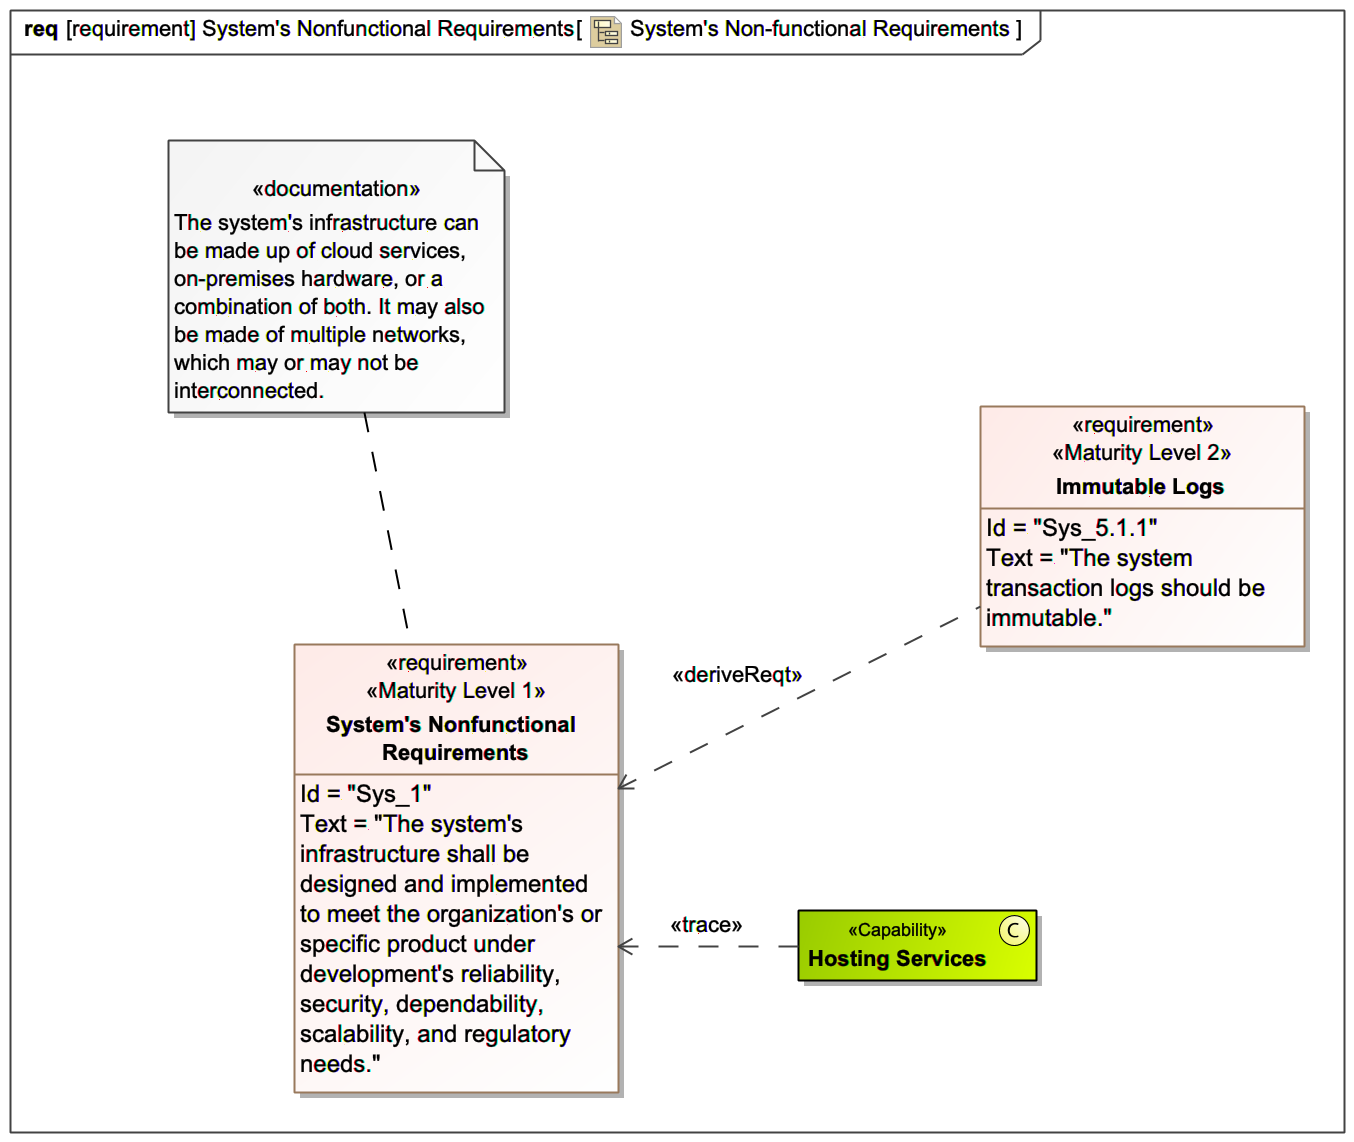 req [requirement] System's Nonfunctional Requirements[ System's Non-functional Requirements ]
«documentation»
The system's infrastructure can
be made up of cloud services,
on-premises hardware, or a
combination of both. It may also
be made of multiple networks,
which may or may not be
interconnected.
«requirement»
«Maturity Level 2»
Immutable Logs
Id = "Sys_5.1.1"
Text = "The system
transaction logs should be
immutable."
«deriveReqt»
«requirement»
«Maturity Level 1»
System's Nonfunctional
Requirements
Id = "Sys_1"
Text = "The system's
infrastructure shall be
designed and implemented
to meet the organization's or
specific product under
development's reliability,
security, dependability,
scalability, and regulatory
needs."
«trace»
«Capability»
C
Hosting Services